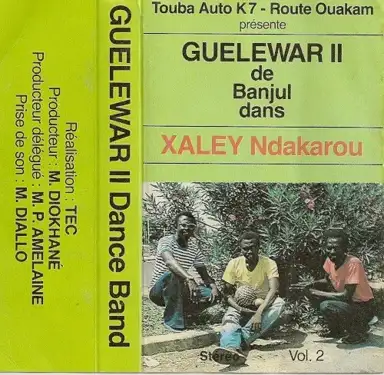 Touba Auto K7 - Route Ouakam
présente
GUELEWAR II
de
Banjul
dans
XALEY Ndakarou
Stéréo
Vol. 2
GUELEWAR II Dance Band
Réalisation : TEC
Producteur : M. DIOKHANÉ
Producteur délégué : M. P. AMELAINE
Prise de son : M. DIALLO